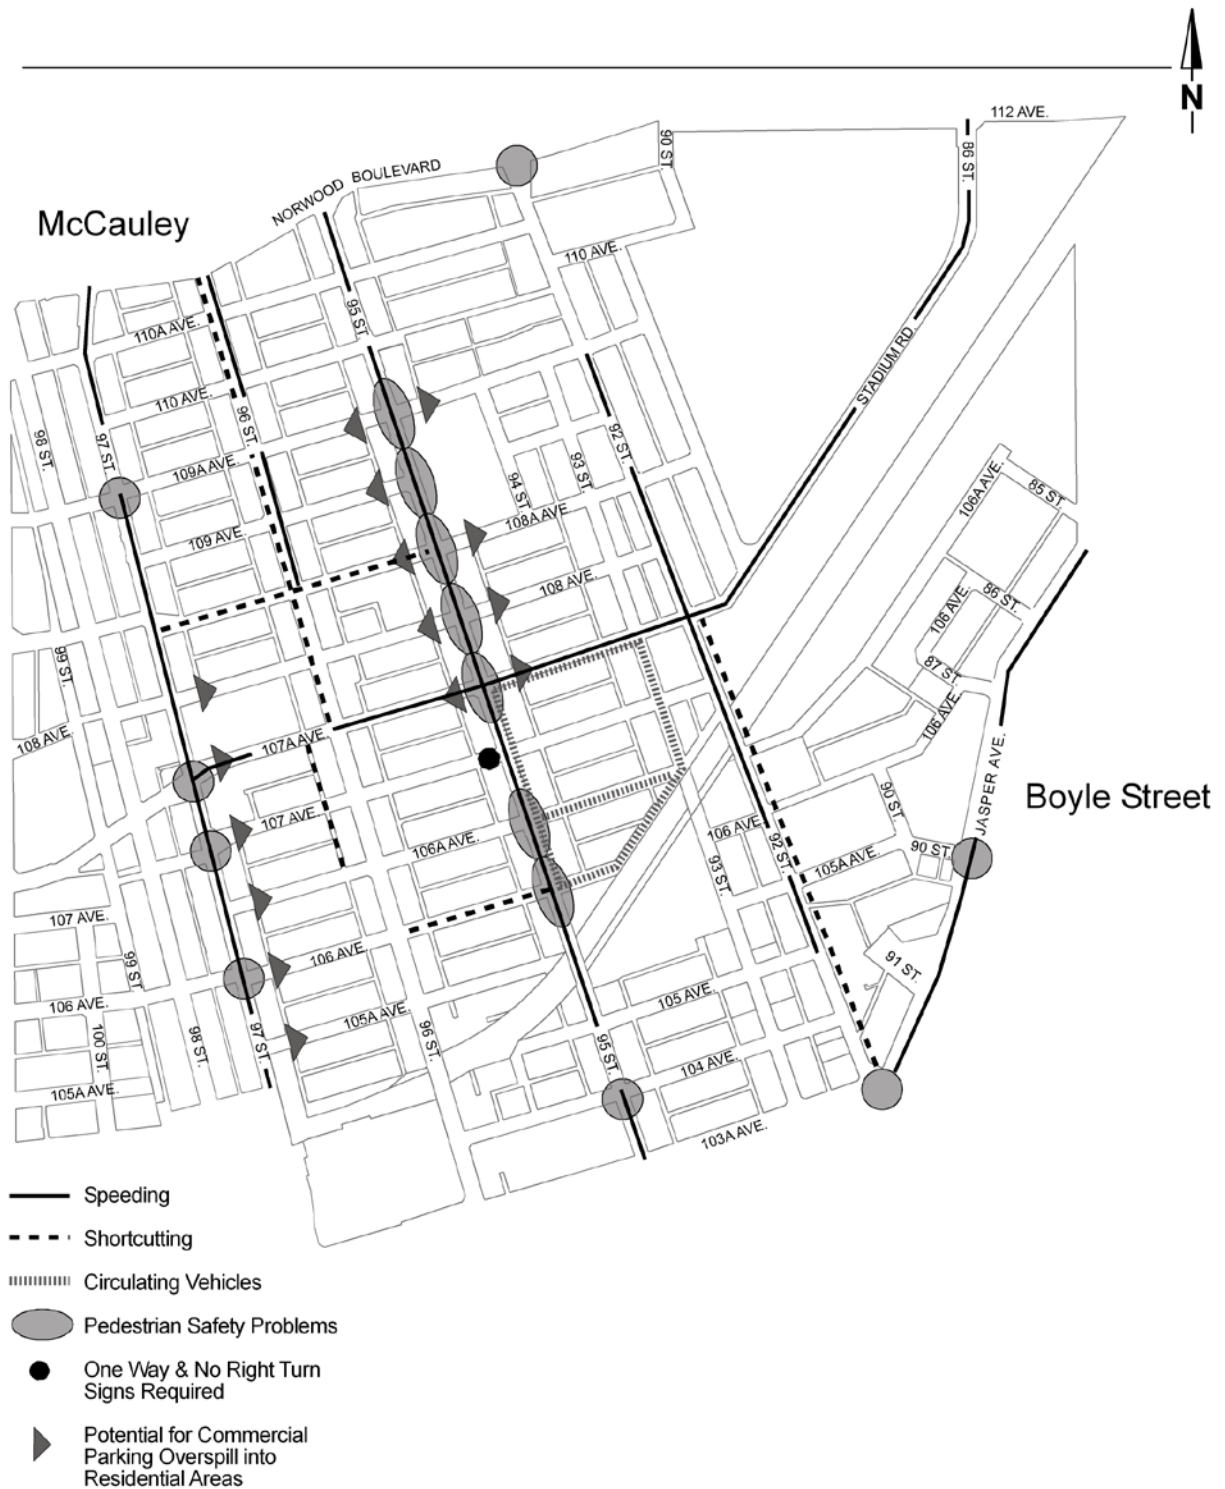 N
112 AVE.
90 ST.
86 ST.
NORWOOD BOULEVARD
McCauley
110 AVE.
95 ST.
110A AVE.
STADIUM RD.
110 AVE.
96 ST.
92 ST.
97 ST.
98 ST.
109A AVE.
93 ST.
94 ST.
106A AVE.
85 ST.
108A AVE.
109 AVE.
108 AVE.
86 ST.
106 AVE.
99 ST.
87 ST.
106 AVE.
108 AVE.
107A AVE.
JASPER AVE.
Boyle Street
90 ST.
107 AVE.
106 AVE.
106A AVE.
92 ST.
90 ST.
105A AVE.
93 ST.
107 AVE.
106 AVE.
99 ST.
91 ST.
105 AVE.
106 AVE.
105A AVE.
100 ST.
98 ST.
97 ST.
96 ST.
95 ST.
104 AVE.
105A AVE.
103A AVE.
Speeding
Shortcutting
Circulating Vehicles
Pedestrian Safety Problems
One Way & No Right Turn
Signs Required
Potential for Commercial
Parking Overspill into
Residential Areas